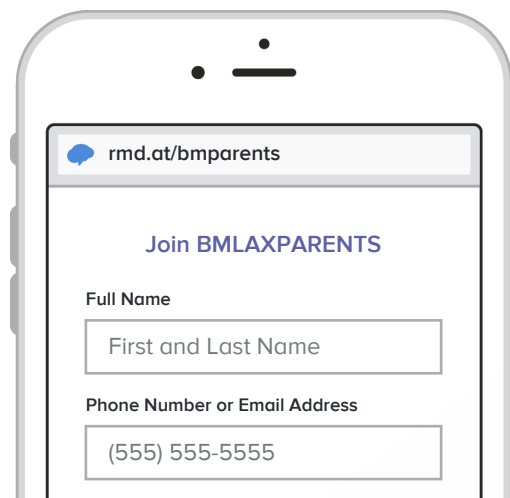 rmd.at/bmparents
Join BMLAXPARENTS
Full Name
First and Last Name
Phone Number or Email Address
(555) 555-5555